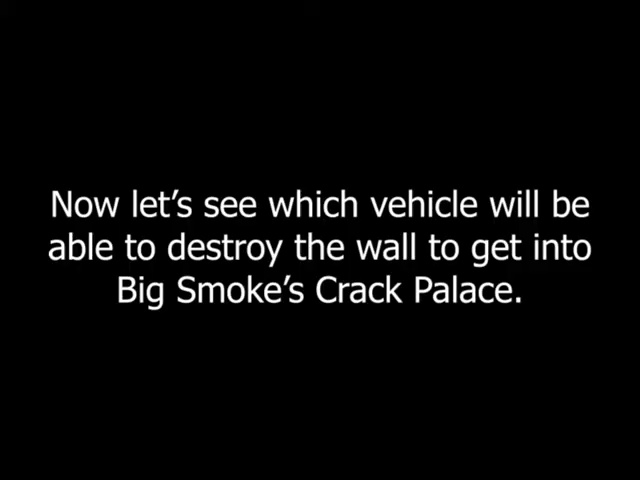 Now let’s see which vehicle will be
able to destroy the wall to get into
Big Smoke’s Crack Palace.